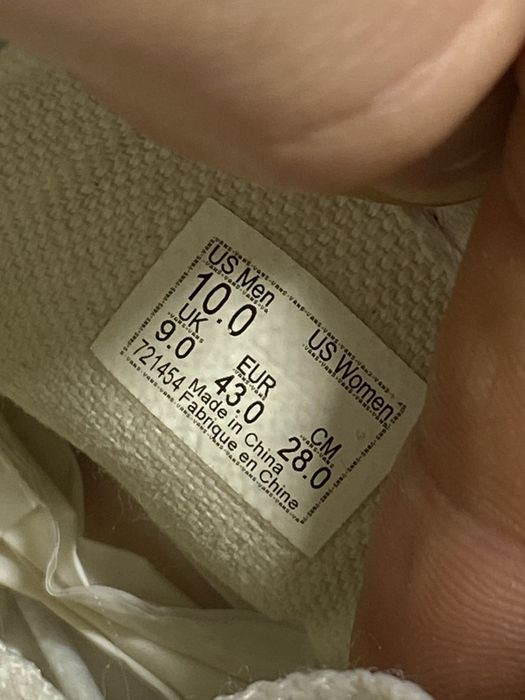 US Men US Women
10.0
UK EUR CM
9.0 43.0 28.0
721454 Made in China
Fabrique en Chine